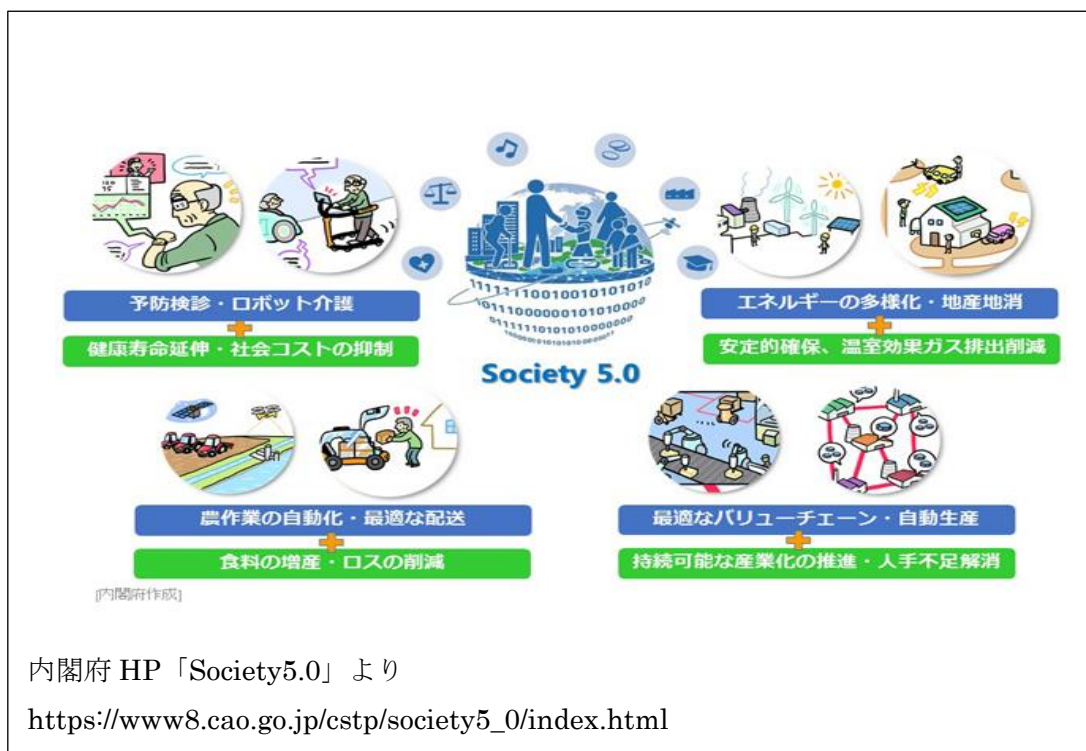 予防検診・ロボット介護
健康寿命延伸・社会コストの抑制
エネルギーの多様化・地産地消
安定的確保、温室効果ガス排出削減
Society 5.0
農作業の自動化・最適な配送
食料の増産・ロスの削減
最適なバリューチェーン・自動生産
持続可能な産業化の推進・人手不足解消
[内閣府作成]
内閣府 HP「Society5.0」より
https://www8.cao.go.jp/cstp/society5_0/index.html